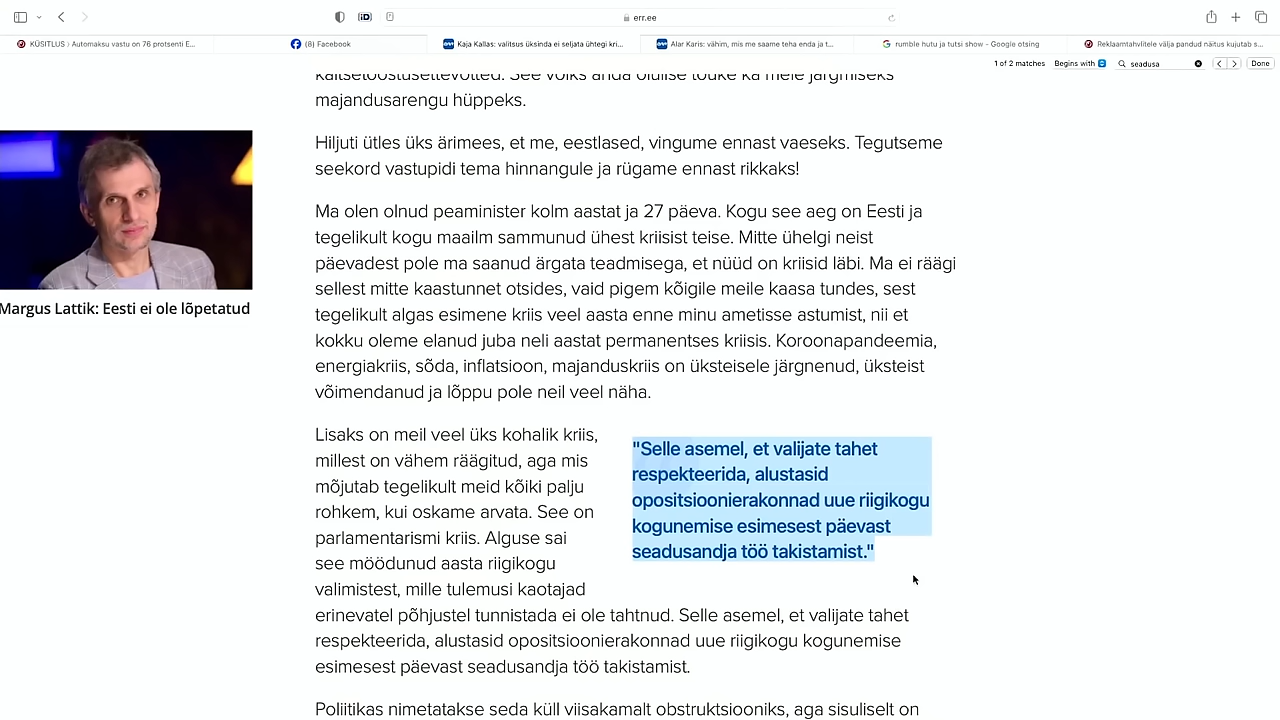 iD
err.ee
KÜSITLUS ⟩ Automaksu vastu on 76 protsenti E...
(8) Facebook
Kaja Kallas: valitsus üksinda ei seljata ühtegi kri...
Alar Karis: vähim, mis me saame teha enda ja t...
rumble hutu ja tutsi show - Google otsing
Reklaamtahvlitele välja pandud näitus kujutab s...
1 of 2 matches
Begins with
seadusa
Done
kaitsetööstusettevõtted. See võiks anda olulise tõuke ka meie järgmiseks
majandusarengu hüppeks.
Hiljuti ütles üks ärimees, et me, eestlased, vingume ennast vaeseks. Tegutseme
seekord vastupidi tema hinnangule ja rügame ennast rikkaks!
Ma olen olnud peaminister kolm aastat ja 27 päeva. Kogu see aeg on Eesti ja
tegelikult kogu maailm sammunud ühest kriisist teise. Mitte ühelgi neist
päevadest pole ma saanud ärgata teadmisega, et nüüd on kriisid läbi. Ma ei räägi
sellest mitte kaastunnet otsides, vaid pigem kõigile meile kaasa tundes, sest
tegelikult algas esimene kriis veel aasta enne minu ametisse astumist, nii et
kokku oleme elanud juba neli aastat permanentses kriisis. Koroonapandeemia,
energiakriis, sõda, inflatsioon, majanduskriis on üksteisele järgnenud, üksteist
võimendanud ja lõppu pole neil veel näha.
Margus Lattik: Eesti ei ole lõpetatud
Lisaks on meil veel üks kohalik kriis,
millest on vähem räägitud, aga mis
mõjutab tegelikult meid kõiki palju
rohkem, kui oskame arvata. See on
parlamentarismi kriis. Alguse sai
see möödunud aasta riigikogu
valimistest, mille tulemusi kaotajad
erinevatel põhjustel tunnistada ei ole tahtnud. Selle asemel, et valijate tahet
respekteerida, alustasid opositsioonierakonnad uue riigikogu kogunemise
esimesest päevast seadusandja töö takistamist.
"Selle asemel, et valijate tahet
respekteerida, alustasid
opositsioonierakonnad uue riigikogu
kogunemise esimesest päevast
seadusandja töö takistamist."
Poliitikas nimetatakse seda küll viisakamalt obstruktsiooniks, aga sisuliselt on